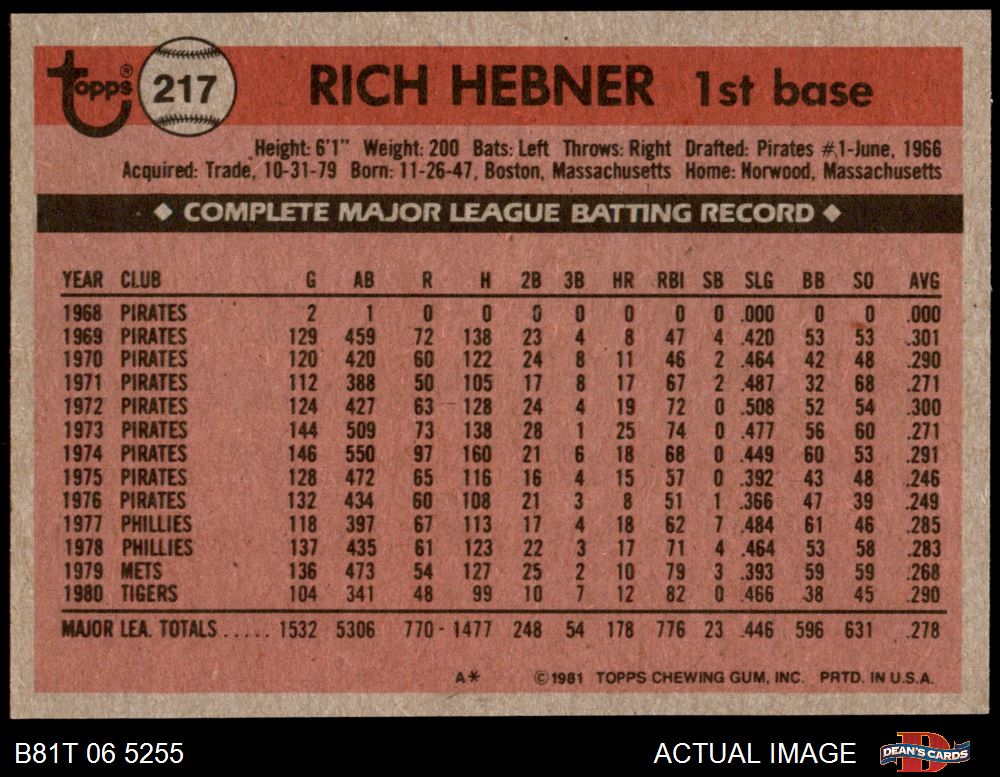 topps® 217 RICH HEBNER 1st base
Height: 6'1" Weight: 200 Bats: Left Throws: Right Drafted: Pirates #1-June, 1966
Acquired: Trade, 10-31-79 Born: 11-26-47, Boston, Massachusetts Home: Norwood, Massachusetts
◆ COMPLETE MAJOR LEAGUE BATTING RECORD ◆
YEAR CLUB G AB R H 2B 3B HR RBI SB SLG BB SO AVG
1968 PIRATES 2 1 0 0 0 0 0 0 0 .000 0 0 .000
1969 PIRATES 129 459 72 138 23 4 8 47 4 .420 53 53 .301
1970 PIRATES 120 420 60 122 24 8 11 46 2 .464 42 48 .290
1971 PIRATES 112 388 50 105 17 8 17 67 2 .487 32 68 .271
1972 PIRATES 124 427 63 128 24 4 19 72 0 .508 52 54 .300
1973 PIRATES 144 509 73 138 28 1 25 74 0 .477 56 60 .271
1974 PIRATES 146 550 97 160 21 6 18 68 0 .449 60 53 .291
1975 PIRATES 128 472 65 116 16 4 15 57 0 .392 43 48 .246
1976 PIRATES 132 434 60 108 21 3 8 51 1 .366 47 39 .249
1977 PHILLIES 118 397 67 113 17 4 18 62 7 .484 61 46 .285
1978 PHILLIES 137 435 61 123 22 3 17 71 4 .464 53 58 .283
1979 METS 136 473 54 127 25 2 10 79 3 .393 59 59 .268
1980 TIGERS 104 341 48 99 10 7 12 82 0 .466 38 45 .290
MAJOR LEA. TOTALS ..... 1532 5306 770 1477 248 54 178 776 23 .446 596 631 .278
A* ©1981 TOPPS CHEWING GUM, INC. PRTD. IN U.S.A.
B81T 06 5255 ACTUAL IMAGE DEAN'S CARDS